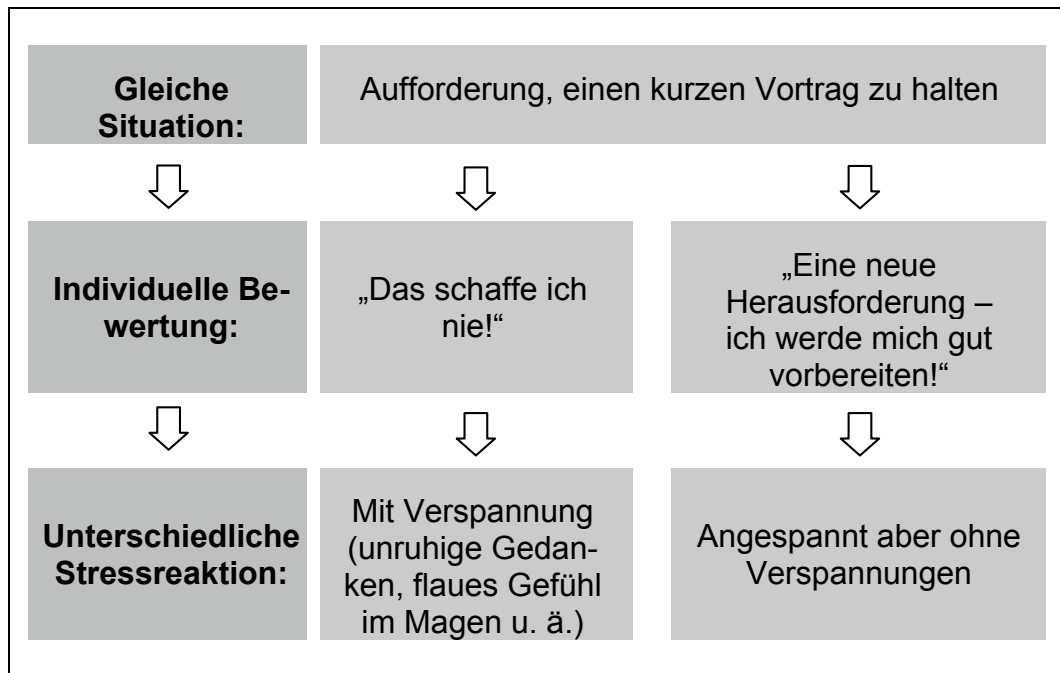 Gleiche
Situation:
Aufforderung, einen kurzen Vortrag zu halten
Individuelle Be-
wertung:
„Das schaffe ich
nie!“
„Eine neue
Herausforderung –
ich werde mich gut
vorbereiten!“
Unterschiedliche
Stressreaktion:
Mit Verspannung
(unruhige Gedan-
ken, flaues Gefühl
im Magen u. ä.)
Angespannt aber ohne
Verspannungen